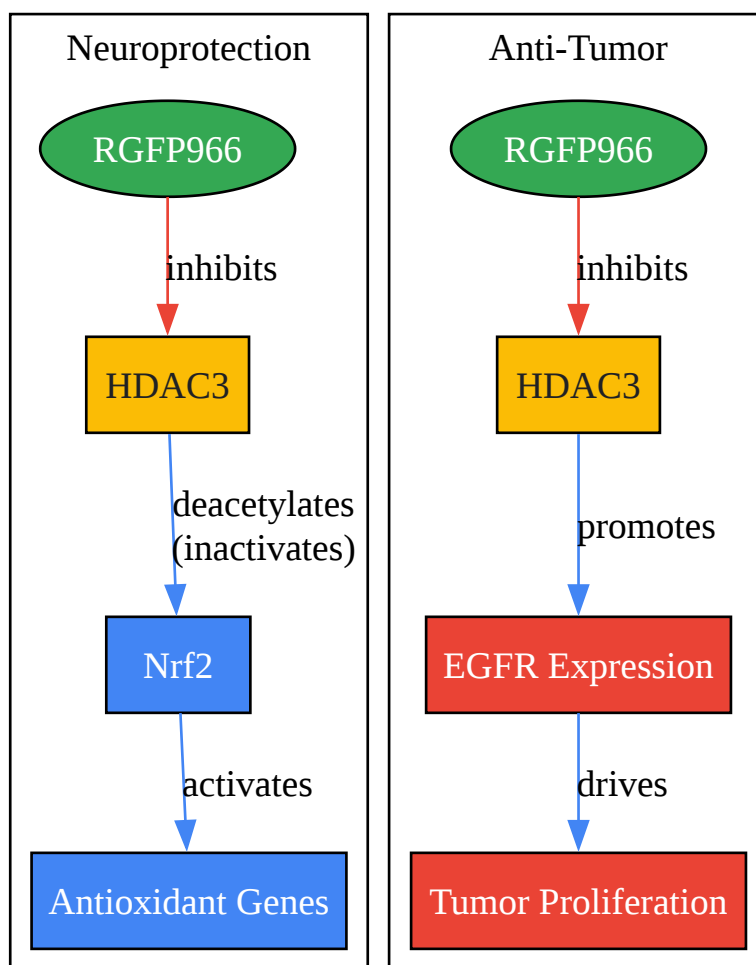 Neuroprotection
RGFP966
inhibits
HDAC3
deacetylates
(inactivates)
Nrf2
activates
Antioxidant Genes
Anti-Tumor
RGFP966
inhibits
HDAC3
promotes
EGFR Expression
drives
Tumor Proliferation